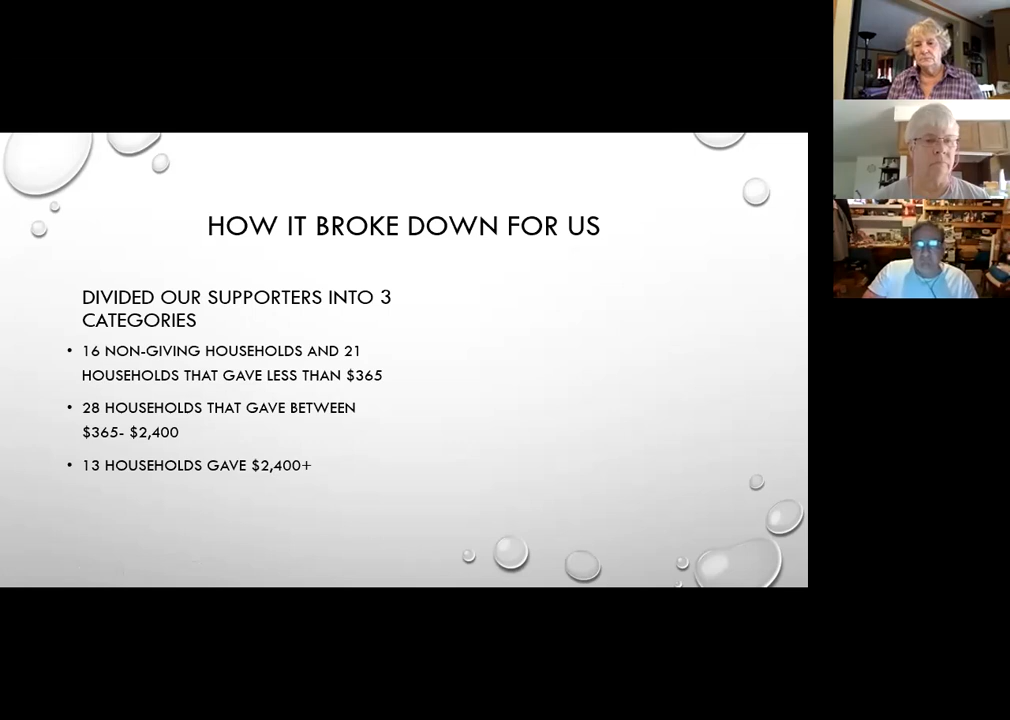 HOW IT BROKE DOWN FOR US
DIVIDED OUR SUPPORTERS INTO 3
CATEGORIES
• 16 NON-GIVING HOUSEHOLDS AND 21
HOUSEHOLDS THAT GAVE LESS THAN $365
• 28 HOUSEHOLDS THAT GAVE BETWEEN
$365- $2,400
• 13 HOUSEHOLDS GAVE $2,400+